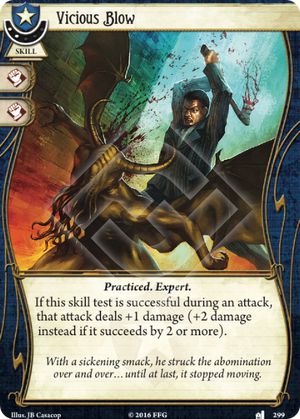 Vicious Blow
SKILL
Practiced. Expert.
If this skill test is successful during an attack,
that attack deals +1 damage (+2 damage
instead if it succeeds by 2 or more).
With a sickening smack, he struck the abomination
over and over... until at last, it stopped moving.
Illus. JB Casacop
© 2016 FFG
299